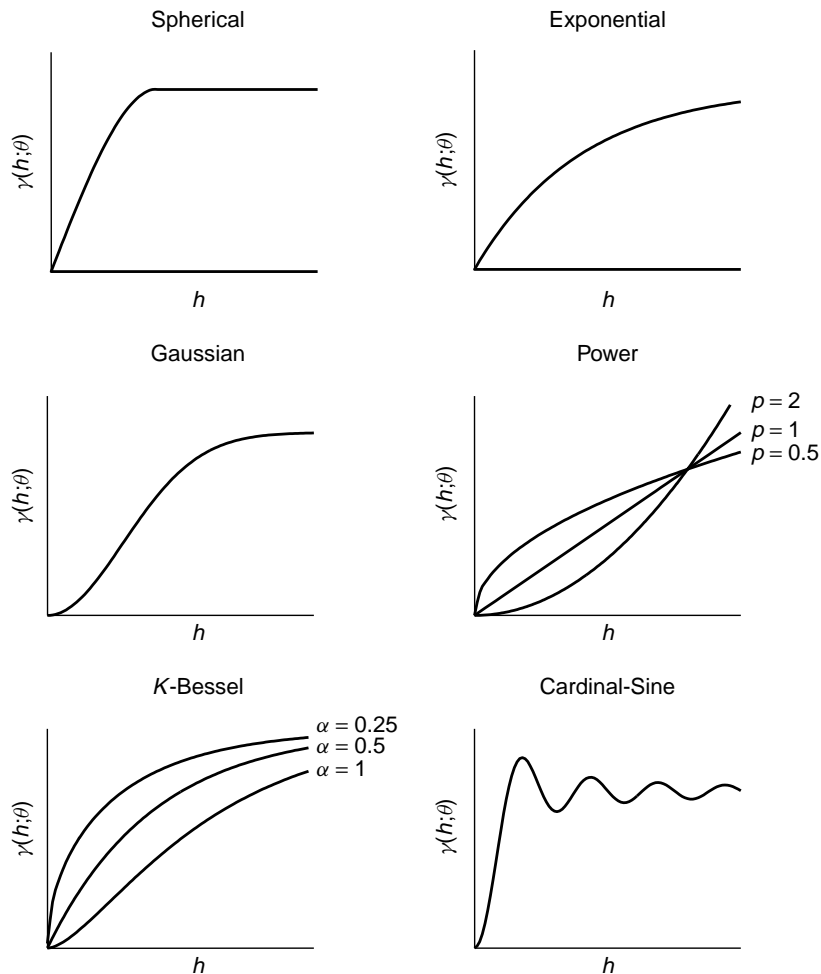 Spherical
γ(h;θ)
h
Exponential
γ(h;θ)
h
Gaussian
γ(h;θ)
h
Power
p = 2
p = 1
p = 0.5
γ(h;θ)
h
K-Bessel
α = 0.25
α = 0.5
α = 1
γ(h;θ)
h
Cardinal-Sine
γ(h;θ)
h